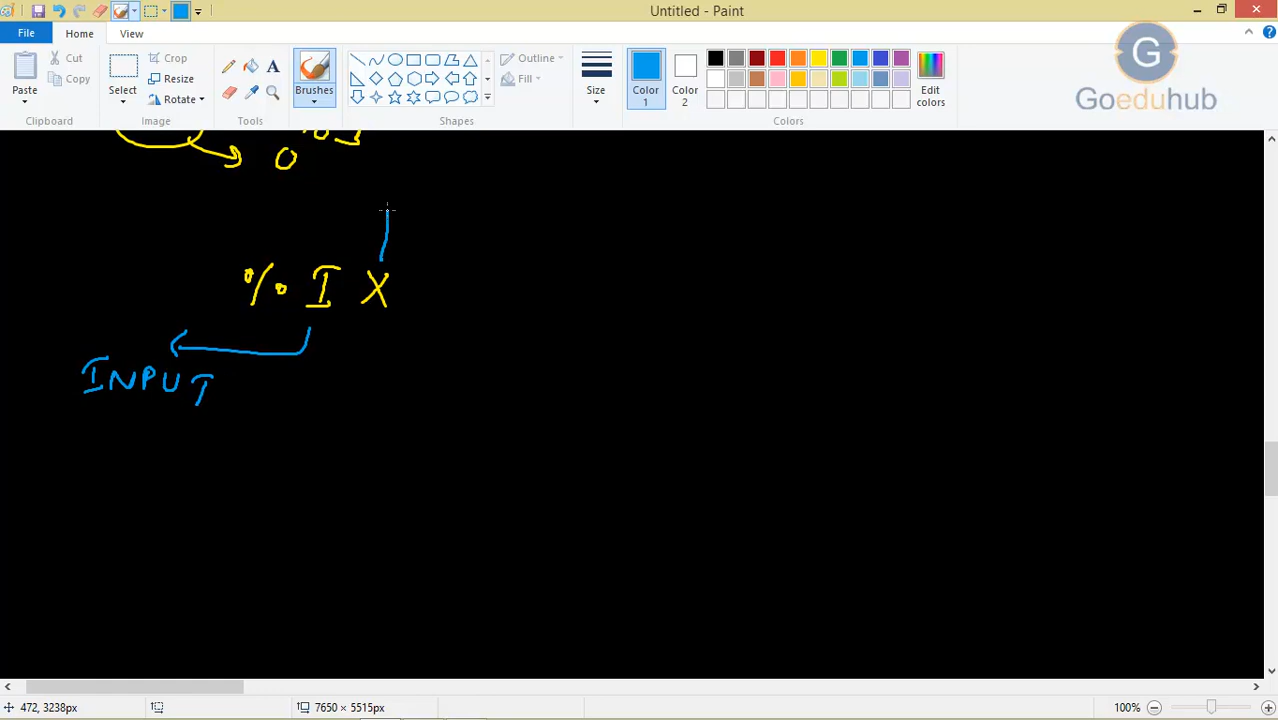 Untitled - Paint
File Home View
Cut
Copy
Paste
Clipboard
Crop
Resize
Rotate
Select
Image
A
Tools
Brushes
Outline
Fill
Shapes
Size
Color 1
Color 2
Edit colors
Colors
G
Goeduhub
0
% I X
INPUT
472, 3238px
7650 × 5515px
100%